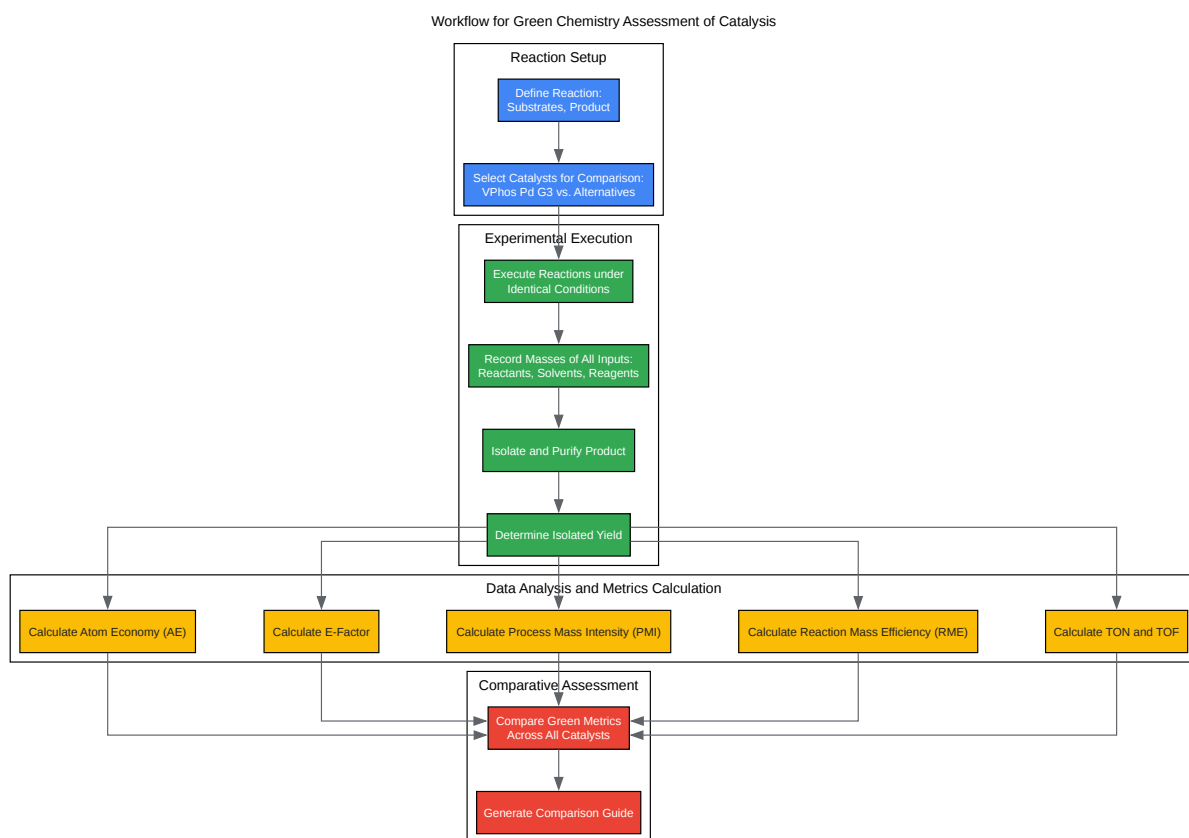 Workflow for Green Chemistry Assessment of Catalysis
Reaction Setup
Define Reaction:
Substrates, Product
Select Catalysts for Comparison:
VPhos Pd G3 vs. Alternatives
Experimental Execution
Execute Reactions under
Identical Conditions
Record Masses of All Inputs:
Reactants, Solvents, Reagents
Isolate and Purify Product
Determine Isolated Yield
Data Analysis and Metrics Calculation
Calculate Atom Economy (AE)
Calculate E-Factor
Calculate Process Mass Intensity (PMI)
Calculate Reaction Mass Efficiency (RME)
Calculate TON and TOF
Comparative Assessment
Compare Green Metrics
Across All Catalysts
Generate Comparison Guide